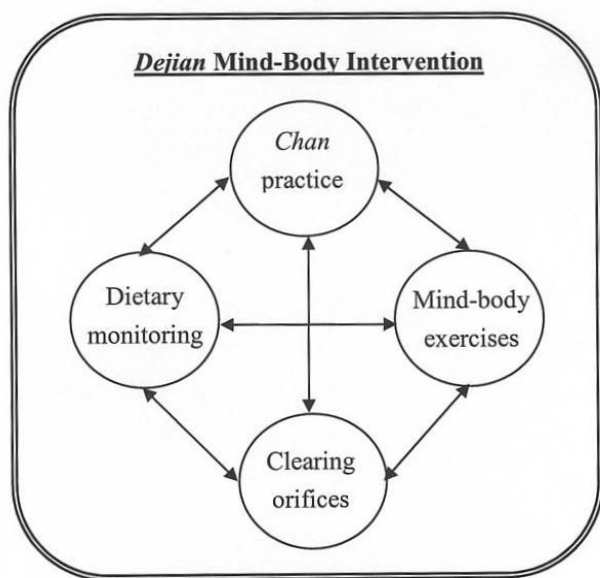 Dejian Mind-Body Intervention
Chan
practice
Dietary
monitoring
Mind-body
exercises
Clearing
orifices